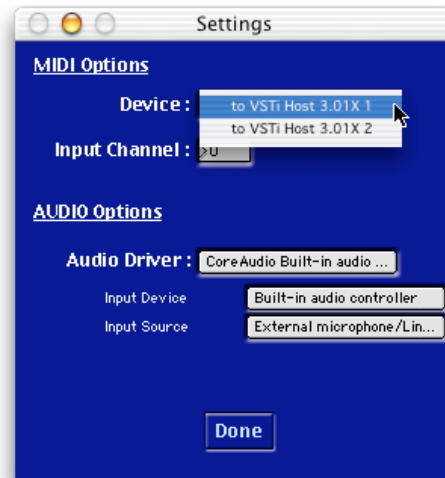 Settings
MIDI Options
Device : to VSTi Host 3.01X 1
to VSTi Host 3.01X 2
Input Channel : >0
AUDIO Options
Audio Driver : CoreAudio Built-in audio ...
Input Device Built-in audio controller
Input Source External microphone/Lin...
Done